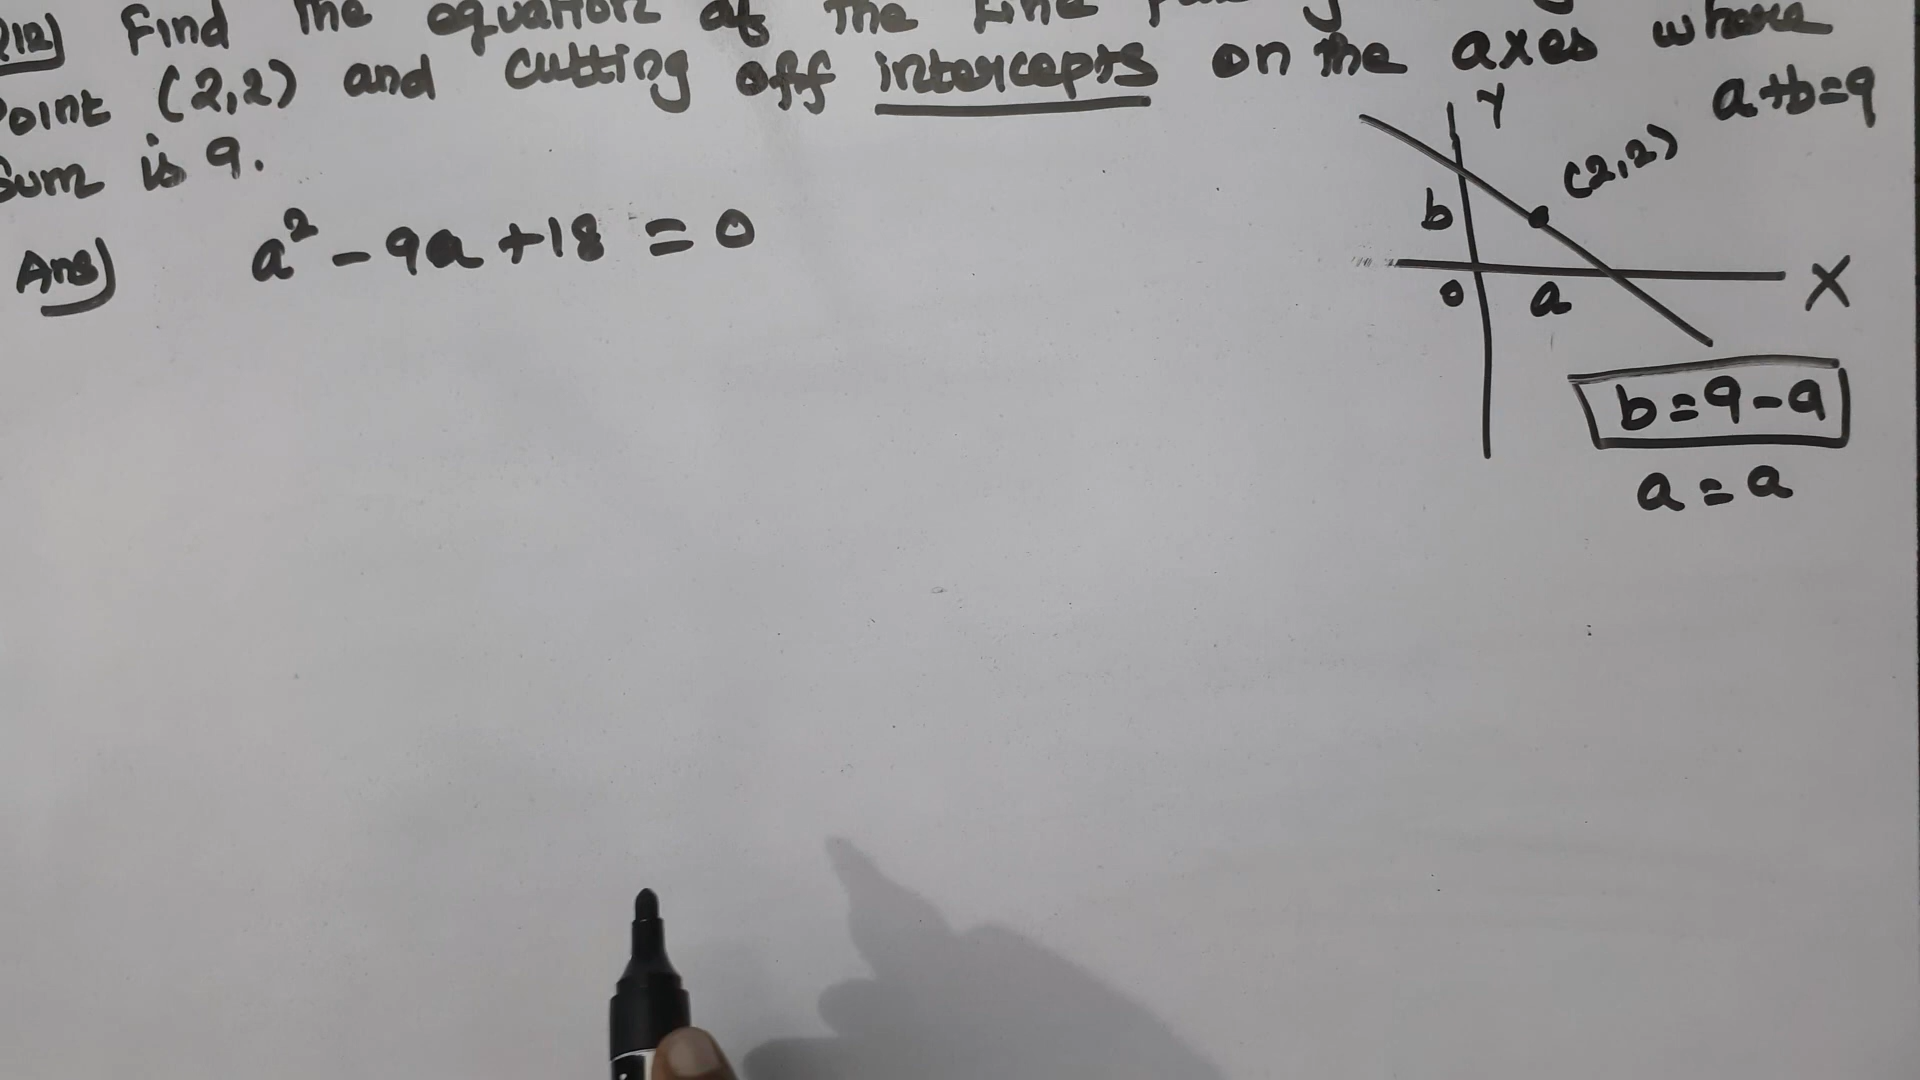 Q12) Find the equation of the Line
Point (2,2) and cutting off intercepts on the axes where
Sum is 9.
a+b=9
Ans) a² - 9a + 18 = 0
Y
(2,2)
b
X
o a
b = 9 - a
a = a